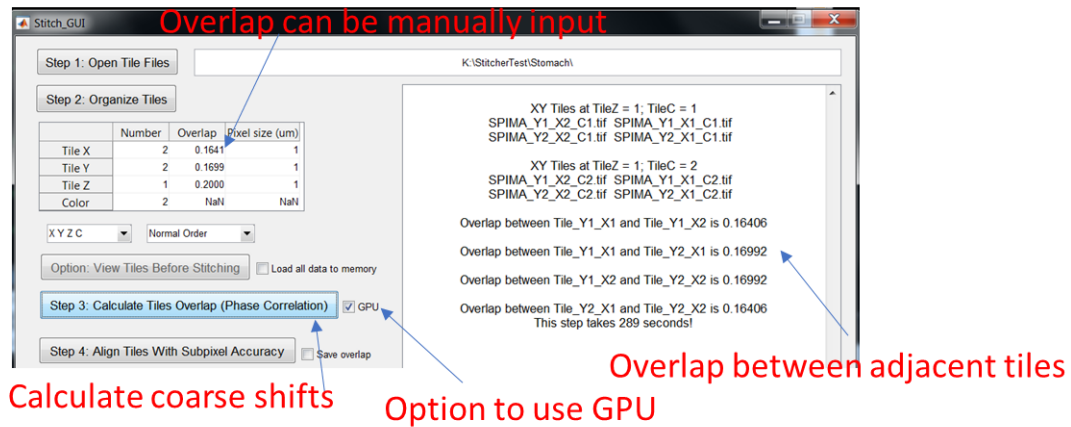 Stitch_GUI
Overlap can be manually input
Step 1: Open Tile Files
K:\StitcherTest\Stomach\
Step 2: Organize Tiles
Number Overlap Pixel size (um)
Tile X 2 0.1641 1
Tile Y 2 0.1699 1
Tile Z 1 0.2000 1
Color 2 NaN NaN
X Y Z C Normal Order
Option: View Tiles Before Stitching Load all data to memory
Step 3: Calculate Tiles Overlap (Phase Correlation) GPU
Step 4: Align Tiles With Subpixel Accuracy Save overlap
XY Tiles at TileZ = 1; TileC = 1
SPIMA_Y1_X2_C1.tif SPIMA_Y1_X1_C1.tif
SPIMA_Y2_X2_C1.tif SPIMA_Y2_X1_C1.tif
XY Tiles at TileZ = 1; TileC = 2
SPIMA_Y1_X2_C2.tif SPIMA_Y1_X1_C2.tif
SPIMA_Y2_X2_C2.tif SPIMA_Y2_X1_C2.tif
Overlap between Tile_Y1_X1 and Tile_Y1_X2 is 0.16406
Overlap between Tile_Y1_X1 and Tile_Y2_X1 is 0.16992
Overlap between Tile_Y1_X2 and Tile_Y2_X2 is 0.16992
Overlap between Tile_Y2_X1 and Tile_Y2_X2 is 0.16406
This step takes 289 seconds!
Overlap between adjacent tiles
Calculate coarse shifts
Option to use GPU